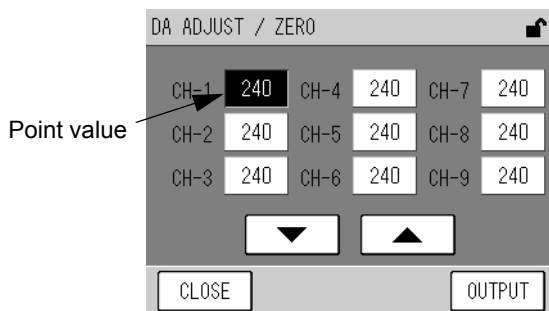 DA ADJUST / ZERO
CH-1 240 CH-4 240 CH-7 240
Point value
CH-2 240 CH-5 240 CH-8 240
CH-3 240 CH-6 240 CH-9 240
CLOSE OUTPUT